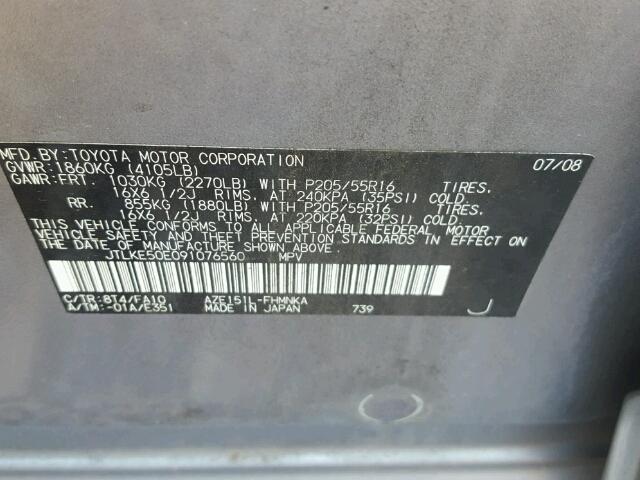 MFD.BY:TOYOTA MOTOR CORPORATION 07/08
GVWR:1860KG (4105LB)
GAWR:FRT. 1030KG (2270LB) WITH P205/55R16 TIRES.
16X6 1/2J RIMS. AT 240KPA (35PSI) COLD.
RR. 855KG (1880LB) WITH P205/55R16 TIRES.
16X6 1/2J RIMS. AT 220KPA (32PSI) COLD.
THIS VEHICLE CONFORMS TO ALL APPLICABLE FEDERAL MOTOR
VEHICLE SAFETY, BUMPER, AND THEFT PREVENTION STANDARDS IN EFFECT ON
THE DATE OF MANUFACTURE SHOWN ABOVE.
JTLKE50E091076560 MPV
C/TR:8T4/FA10 AZE151L-FHMNKA
A/TM:-01A/E351 MADE IN JAPAN 739 J